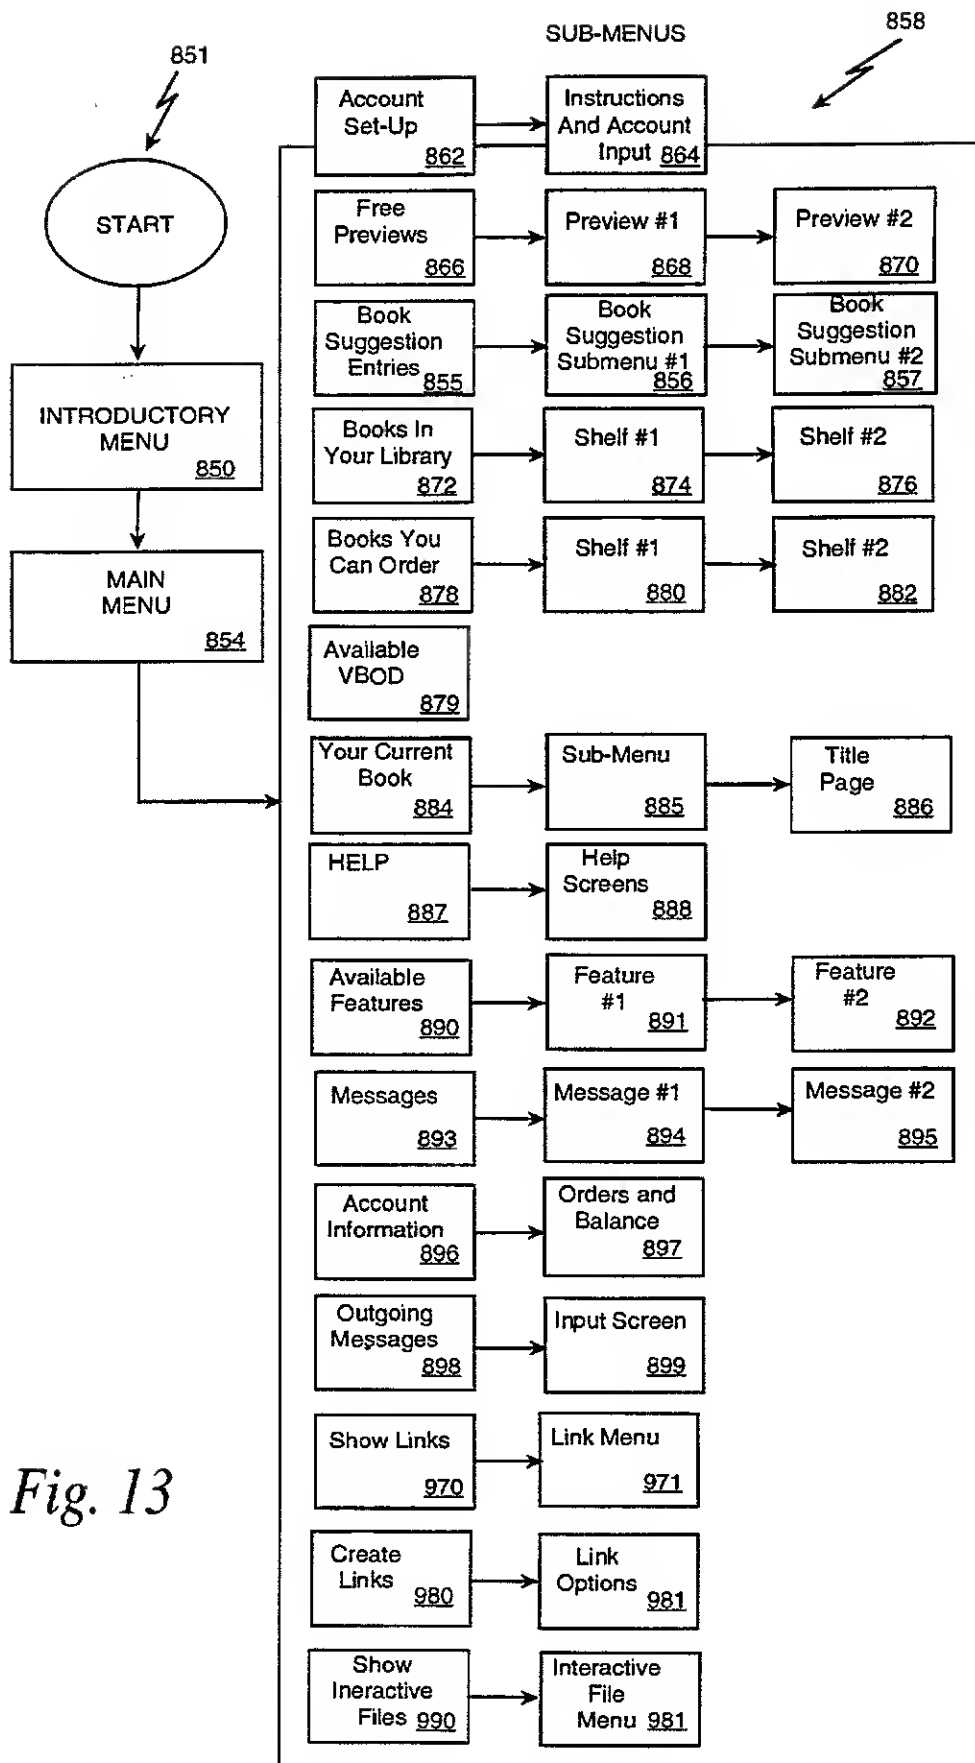 SUB-MENUS
858
851
START
INTRODUCTORY
MENU
850
MAIN
MENU
854
Account
Set-Up
862
Instructions
And Account
Input
864
Free
Previews
866
Preview #1
868
Preview #2
870
Book
Suggestion
Entries
855
Book
Suggestion
Submenu #1
856
Book
Suggestion
Submenu #2
857
Books In
Your Library
872
Shelf #1
874
Shelf #2
876
Books You
Can Order
878
Shelf #1
880
Shelf #2
882
Available
VBOD
879
Your Current
Book
884
Sub-Menu
885
Title
Page
886
HELP
887
Help
Screens
888
Available
Features
890
Feature
#1
891
Feature
#2
892
Messages
893
Message #1
894
Message #2
895
Account
Information
896
Orders and
Balance
897
Outgoing
Messages
898
Input Screen
899
Show Links
970
Link Menu
971
Create
Links
980
Link
Options
981
Show
Ineractive
Files 990
Interactive
File
Menu 981
Fig. 13